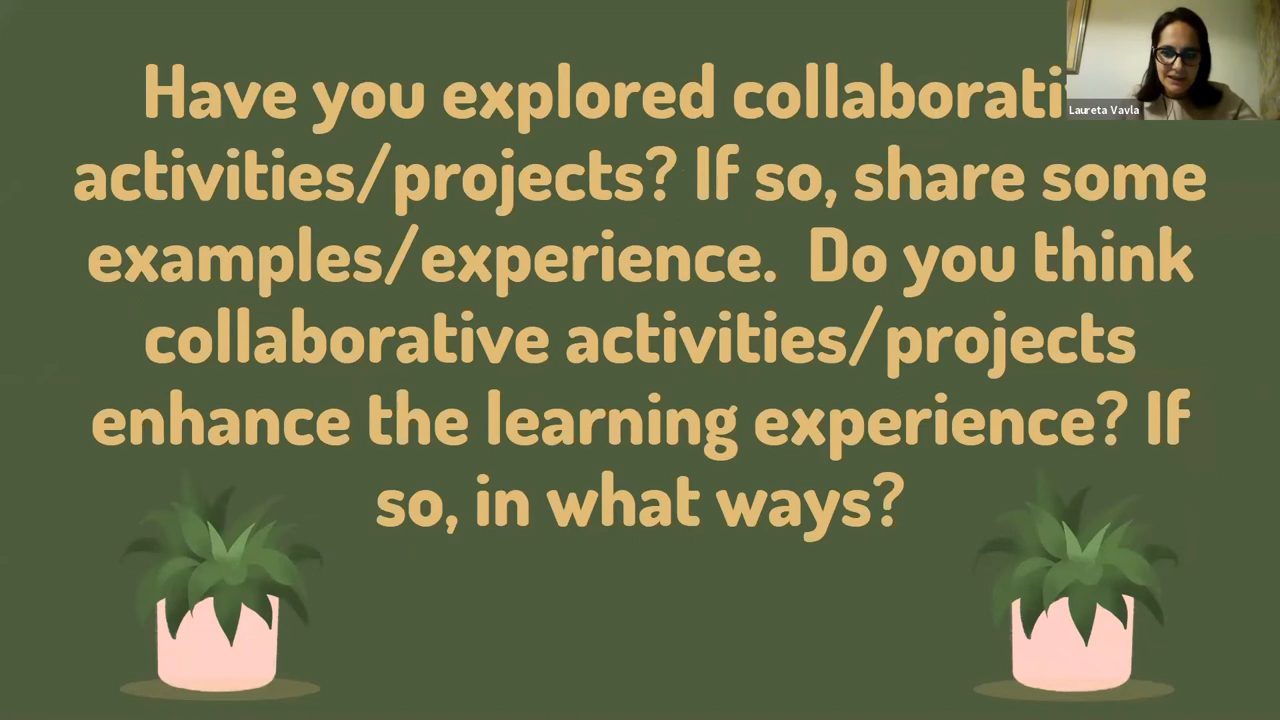 Have you explored collaborati
activities/projects? If so, share some
examples/experience. Do you think
collaborative activities/projects
enhance the learning experience? If
so, in what ways?
Laureta Vavla